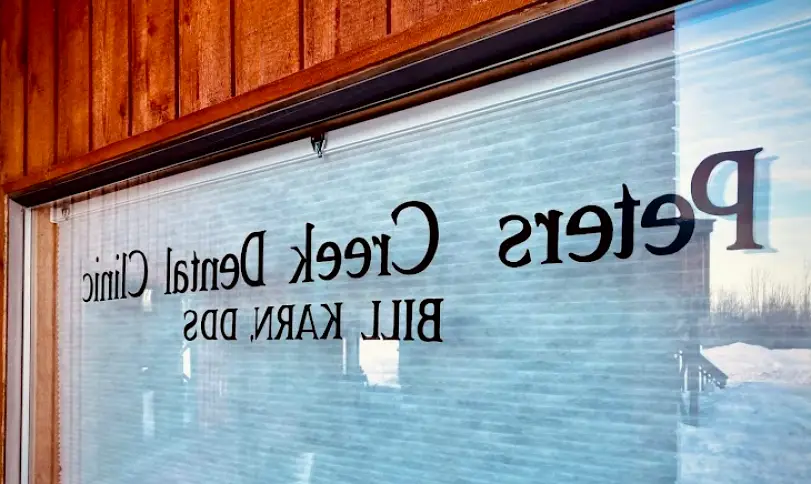 Peters Creek Dental Clinic
BILL KARN, DDS